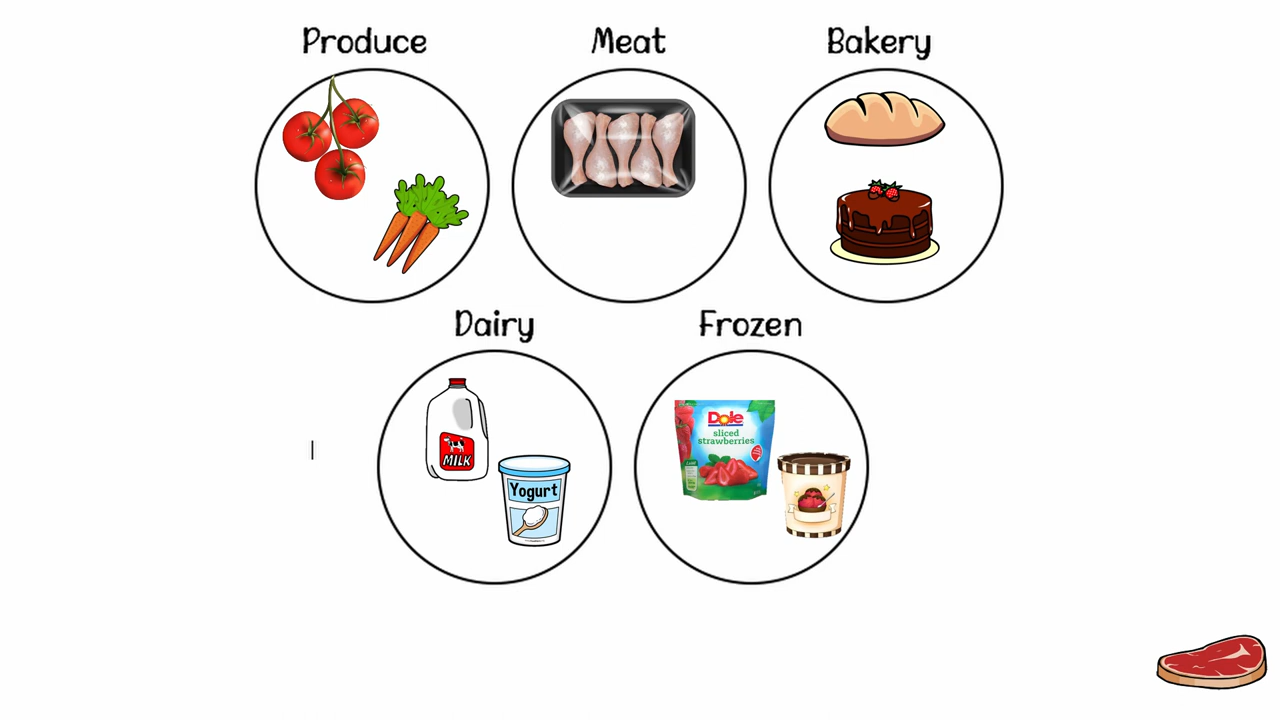 Produce
Meat
Bakery
Dairy
Frozen
MILK
Yogurt
Dole
sliced
strawberries